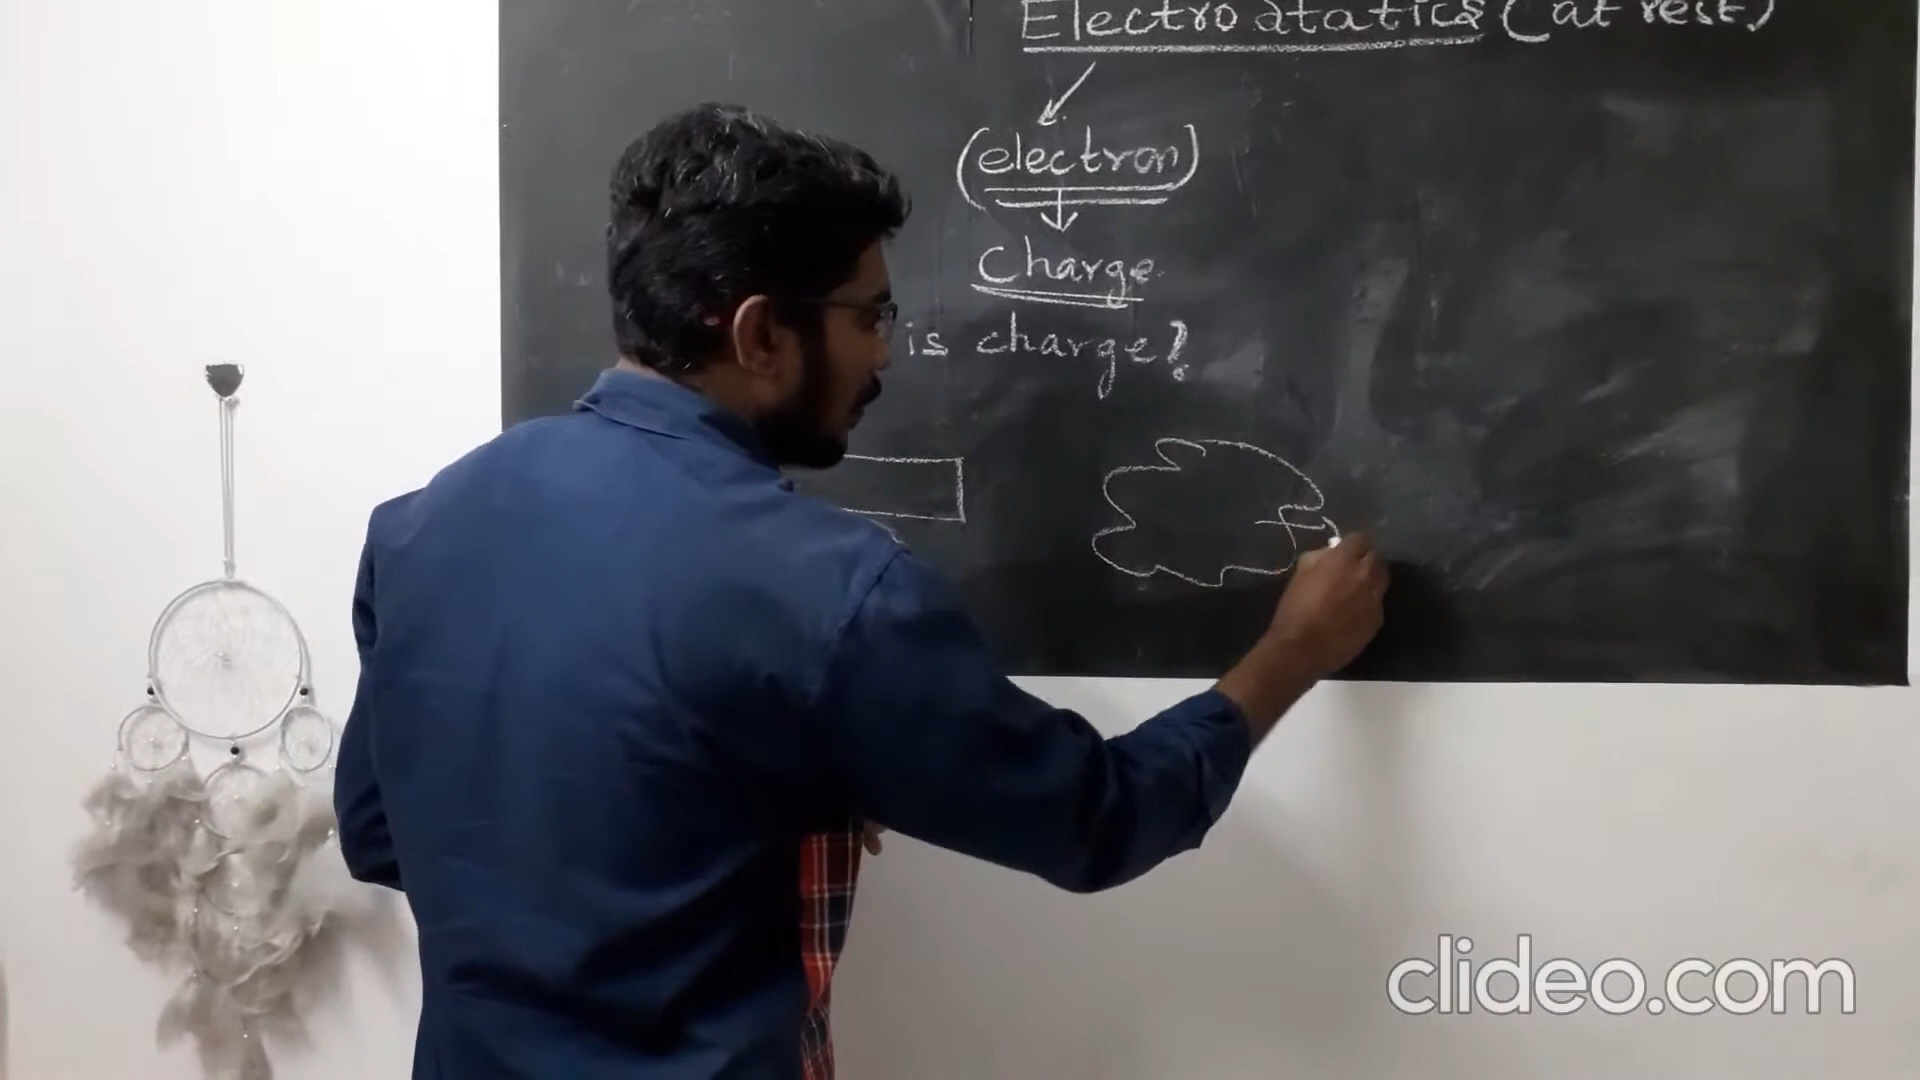 Electrostatics (at rest)
(electron)
Charge
is charge?
clideo.com